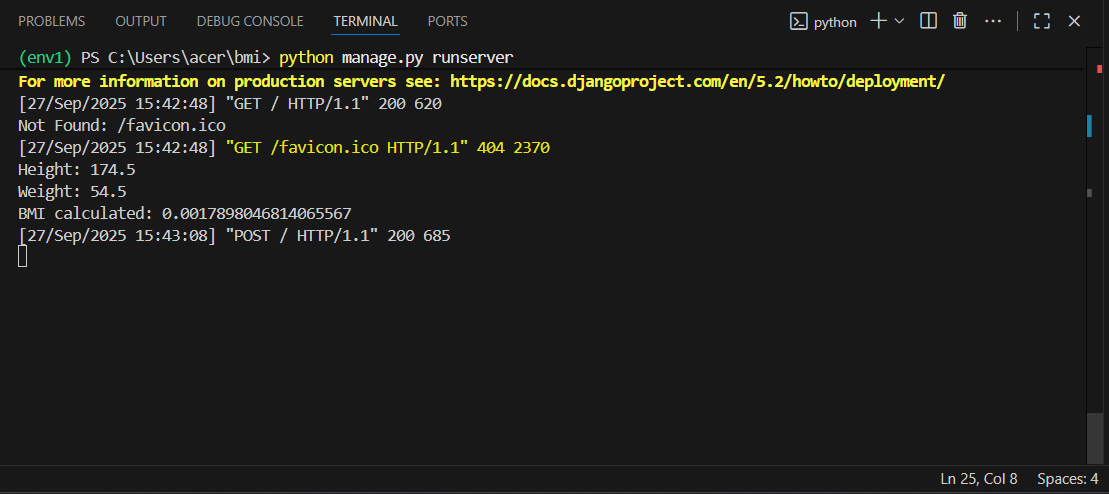 PROBLEMS OUTPUT DEBUG CONSOLE TERMINAL PORTS python
(env1) PS C:\Users\acer\bmi> python manage.py runserver
For more information on production servers see: https://docs.djangoproject.com/en/5.2/howto/deployment/
[27/Sep/2025 15:42:48] "GET / HTTP/1.1" 200 620
Not Found: /favicon.ico
[27/Sep/2025 15:42:48] "GET /favicon.ico HTTP/1.1" 404 2370
Height: 174.5
Weight: 54.5
BMI calculated: 0.0017898046814065567
[27/Sep/2025 15:43:08] "POST / HTTP/1.1" 200 685
Ln 25, Col 8 Spaces: 4